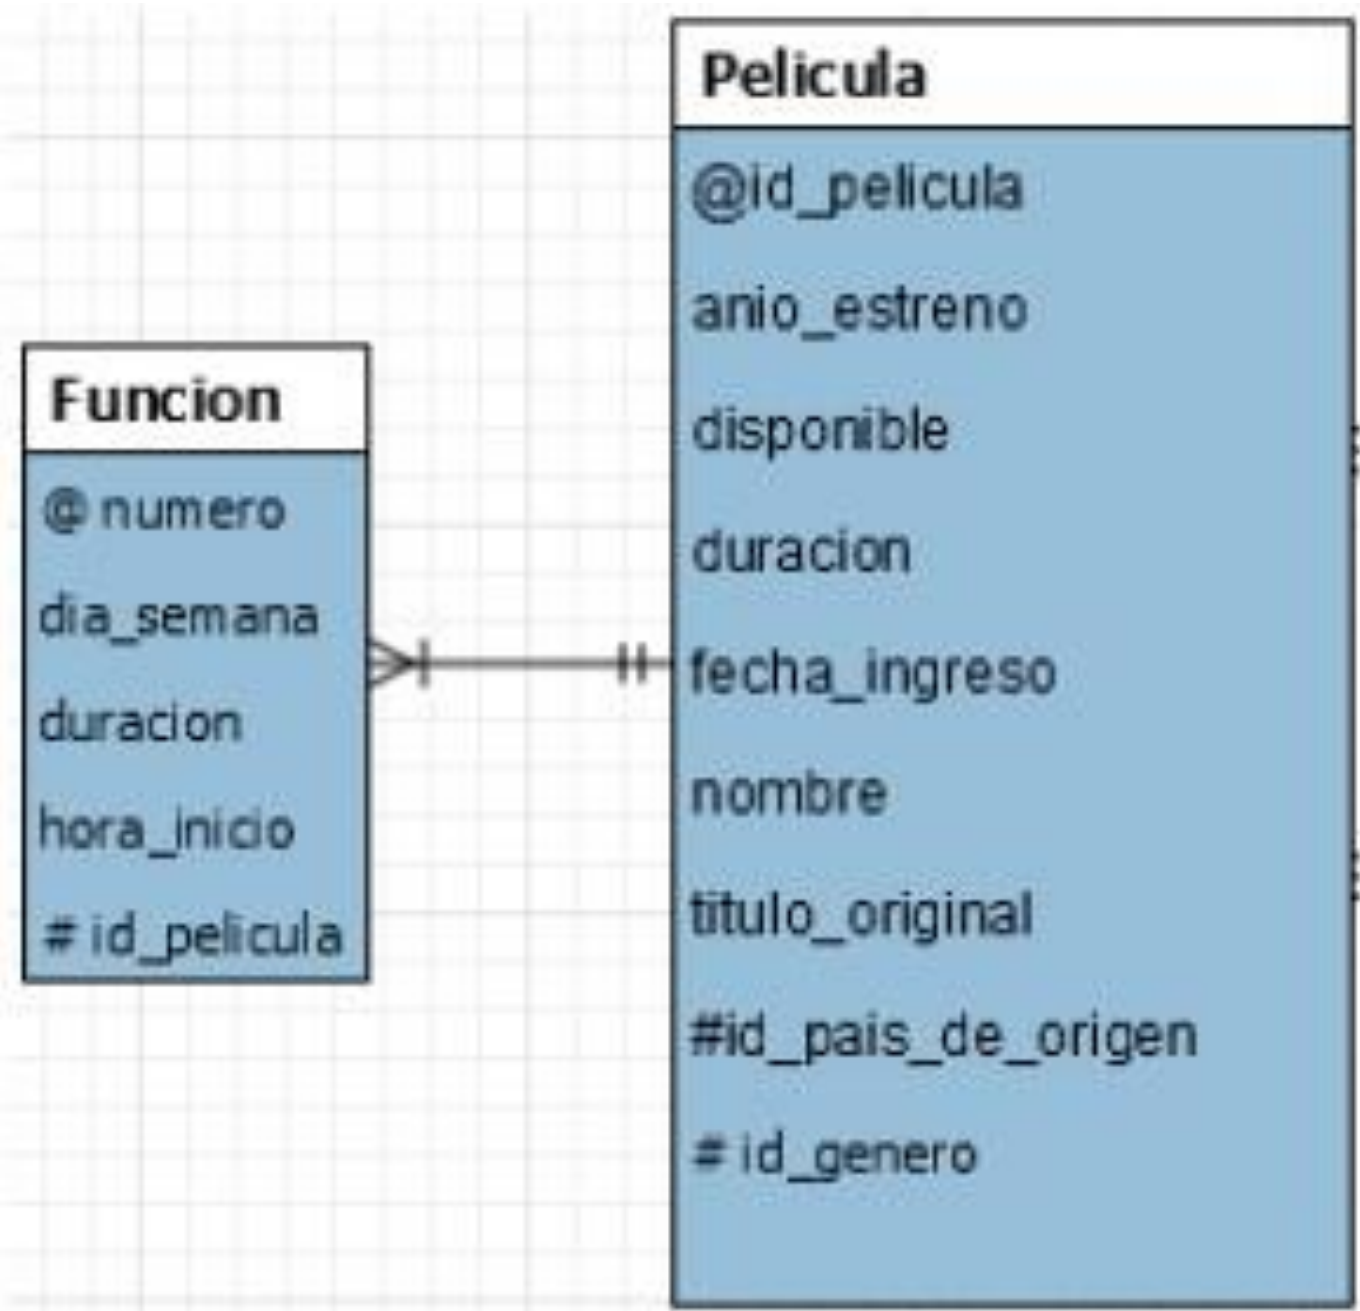 Funcion
@ numero
dia_semana
duracion
hora_inicio
# id_pelicula
Pelicula
@id_pelicula
anio_estreno
disponible
duracion
fecha_ingreso
nombre
titulo_original
#id_pais_de_origen
# id_genero